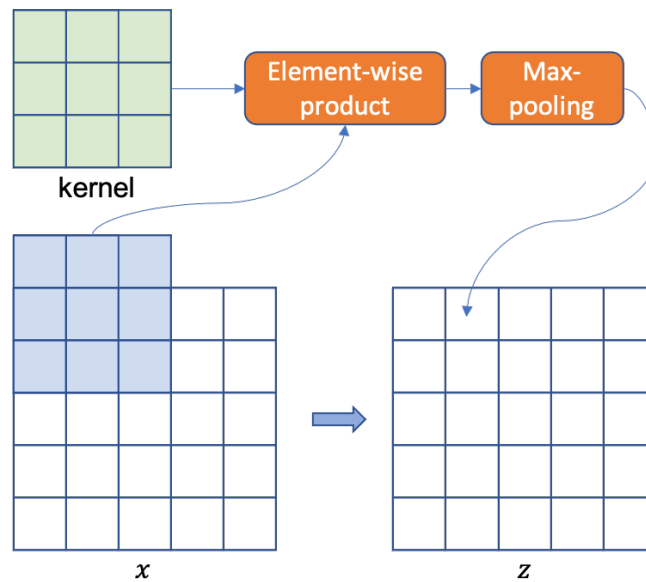 Element-wise
product
Max-
pooling
kernel
x
z